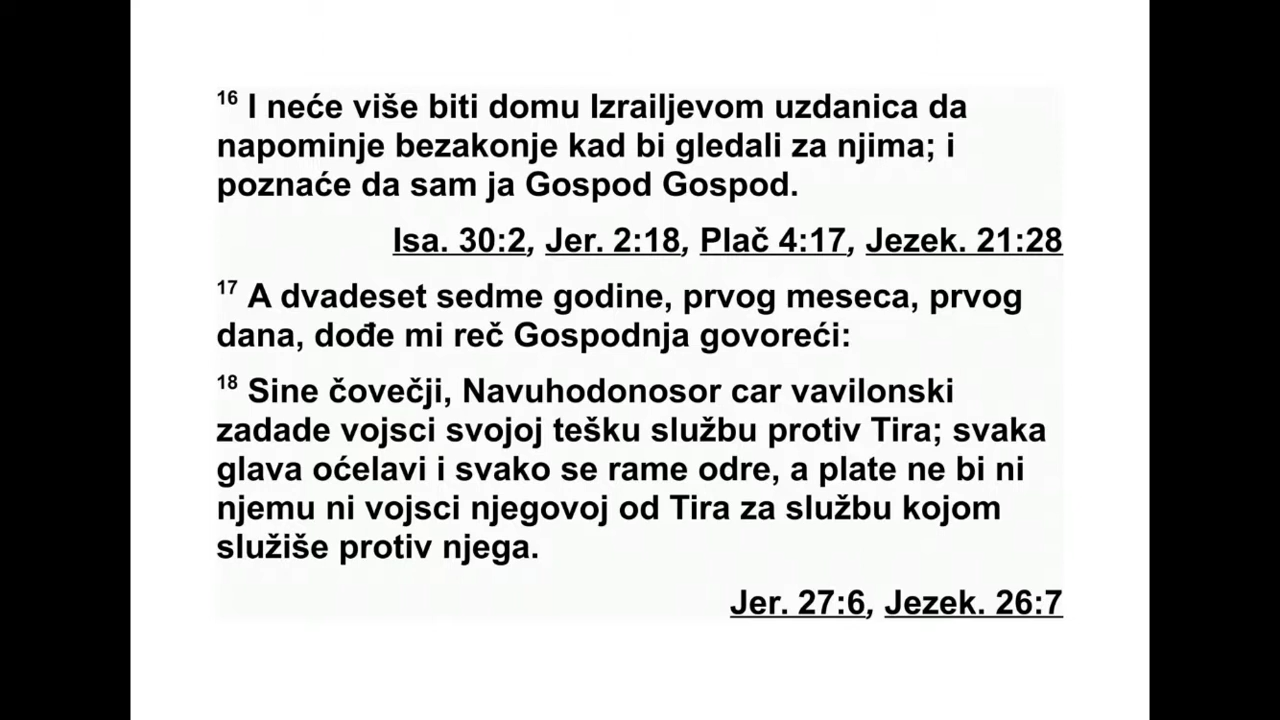 16 I neće više biti domu Izrailjevom uzdanica da
napominje bezakonje kad bi gledali za njima; i
poznaće da sam ja Gospod Gospod.
Isa. 30:2, Jer. 2:18, Plač 4:17, Jezek. 21:28
17 A dvadeset sedme godine, prvog meseca, prvog
dana, dođe mi reč Gospodnja govoreći:
18 Sine čovečji, Navuhodonosor car vavilonski
zadade vojsci svojoj tešku službu protiv Tira; svaka
glava oćelavi i svako se rame odre, a plate ne bi ni
njemu ni vojsci njegovoj od Tira za službu kojom
služiše protiv njega.
Jer. 27:6, Jezek. 26:7